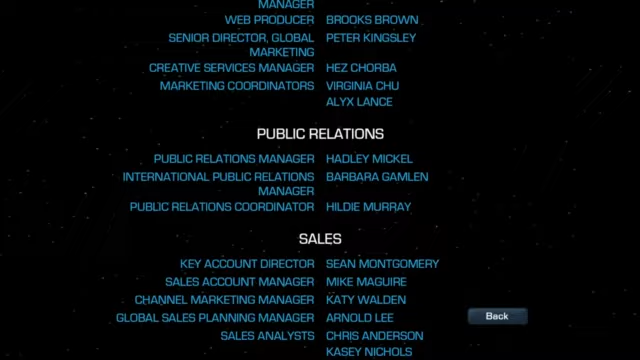 MANAGER
WEB PRODUCER BROOKS BROWN
SENIOR DIRECTOR, GLOBAL PETER KINGSLEY
MARKETING
CREATIVE SERVICES MANAGER HEZ CHORBA
MARKETING COORDINATORS VIRGINIA CHU
ALYX LANCE
PUBLIC RELATIONS
PUBLIC RELATIONS MANAGER HADLEY MICKEL
INTERNATIONAL PUBLIC RELATIONS BARBARA GAMLEN
MANAGER
PUBLIC RELATIONS COORDINATOR HILDIE MURRAY
SALES
KEY ACCOUNT DIRECTOR SEAN MONTGOMERY
SALES ACCOUNT MANAGER MIKE MAGUIRE
CHANNEL MARKETING MANAGER KATY WALDEN
GLOBAL SALES PLANNING MANAGER ARNOLD LEE
SALES ANALYSTS CHRIS ANDERSON
KASEY NICHOLS
Back